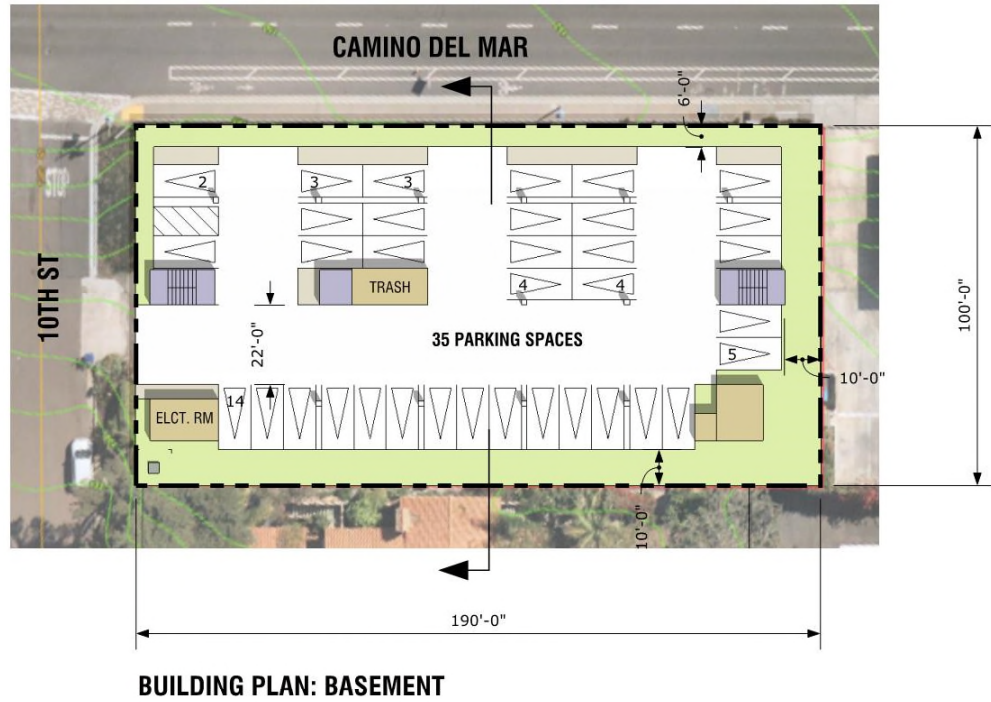 CAMINO DEL MAR
6'-0"
2
3
3
STOP
TRASH
4
4
10TH ST
22'-0"
35 PARKING SPACES
100'-0"
5
10'-0"
14
ELCT. RM
10'-0"
190'-0"
BUILDING PLAN: BASEMENT